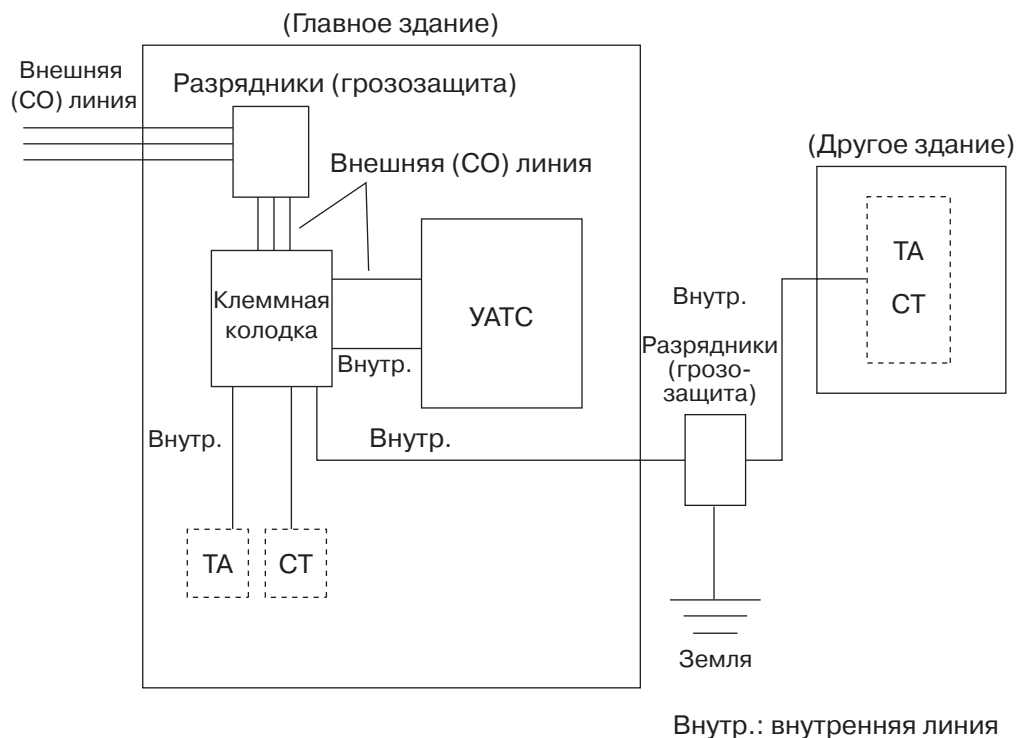 (Главное здание)
Внешняя
(СО) линия
Разрядники (грозозащита)
Внешняя (СО) линия
(Другое здание)
Клеммная
колодка
УАТС
ТА
СТ
Внутр.
Внутр.
Разрядники
(грозо-
защита)
Внутр.
Внутр.
ТА
СТ
Земля
Внутр.: внутренняя линия